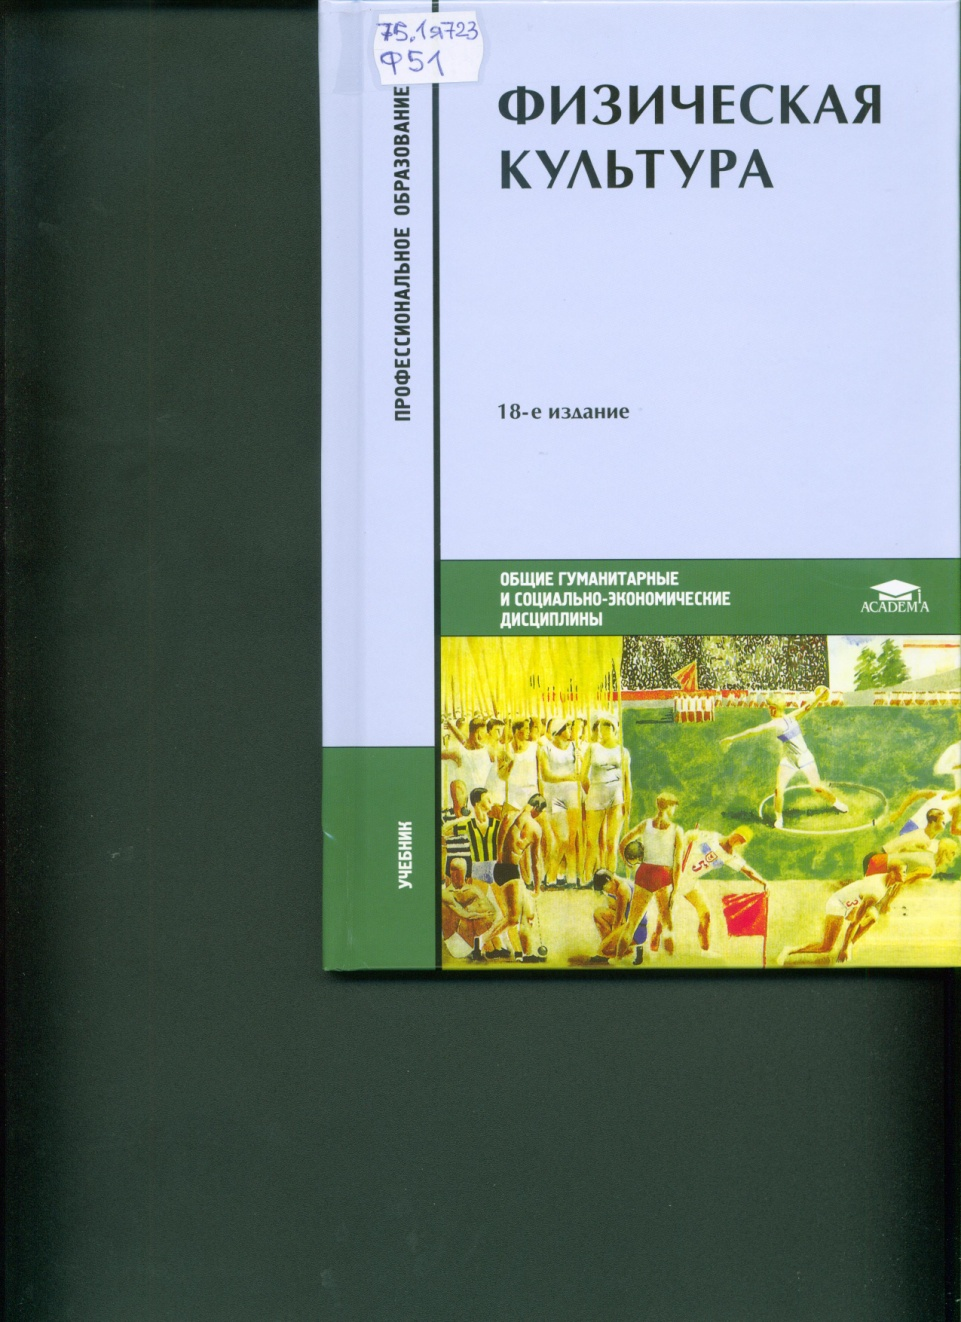 75.1я723
Ф51
ФИЗИЧЕСКАЯ
КУЛЬТУРА
ПРОФЕССИОНАЛЬНОЕ ОБРАЗОВАНИЕ
18-е издание
ОБЩИЕ ГУМАНИТАРНЫЕ
И СОЦИАЛЬНО-ЭКОНОМИЧЕСКИЕ
ДИСЦИПЛИНЫ
ACADEMA
УЧЕБНИК